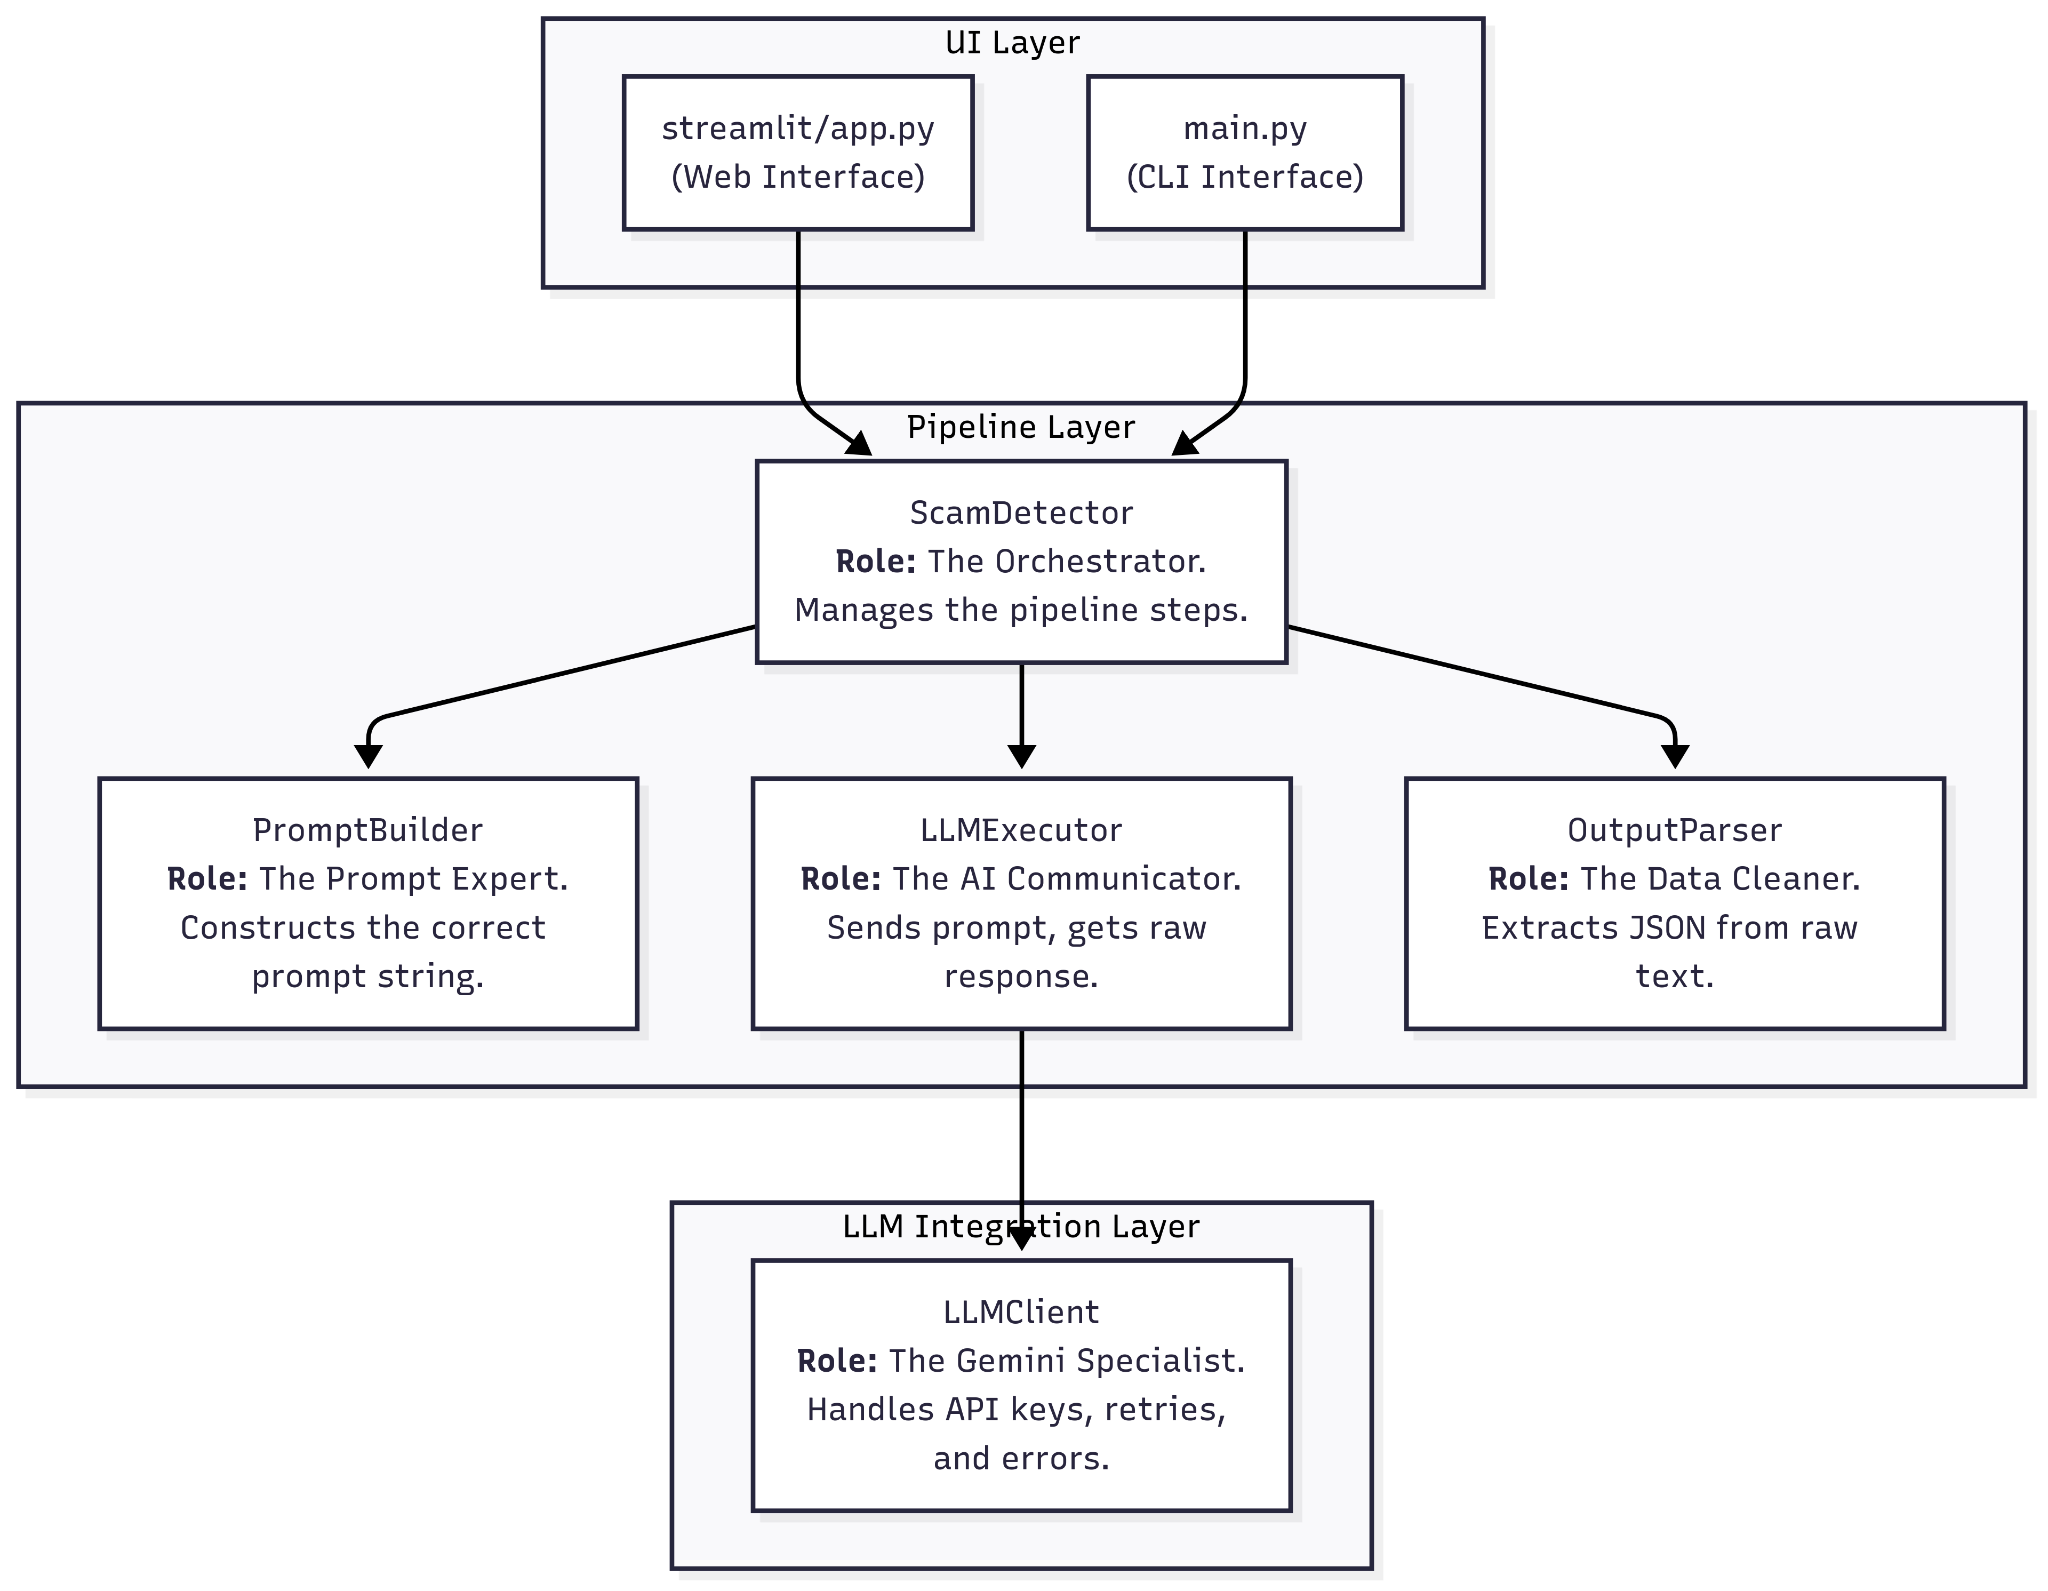 UI Layer
streamlit/app.py
(Web Interface)
main.py
(CLI Interface)
Pipeline Layer
ScamDetector
Role: The Orchestrator.
Manages the pipeline steps.
PromptBuilder
Role: The Prompt Expert.
Constructs the correct
prompt string.
LLMExecutor
Role: The AI Communicator.
Sends prompt, gets raw
response.
OutputParser
Role: The Data Cleaner.
Extracts JSON from raw
text.
LLM Integration Layer
LLMClient
Role: The Gemini Specialist.
Handles API keys, retries,
and errors.